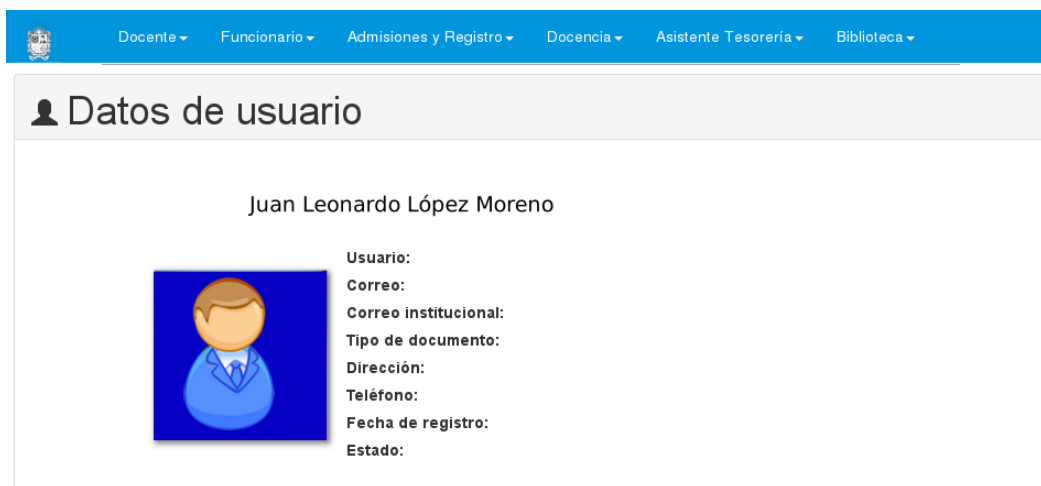 Docente Funcionario Admisiones y Registro Docencia Asistente Tesorería Biblioteca
Datos de usuario
Juan Leonardo López Moreno
Usuario:
Correo:
Correo institucional:
Tipo de documento:
Dirección:
Teléfono:
Fecha de registro:
Estado: